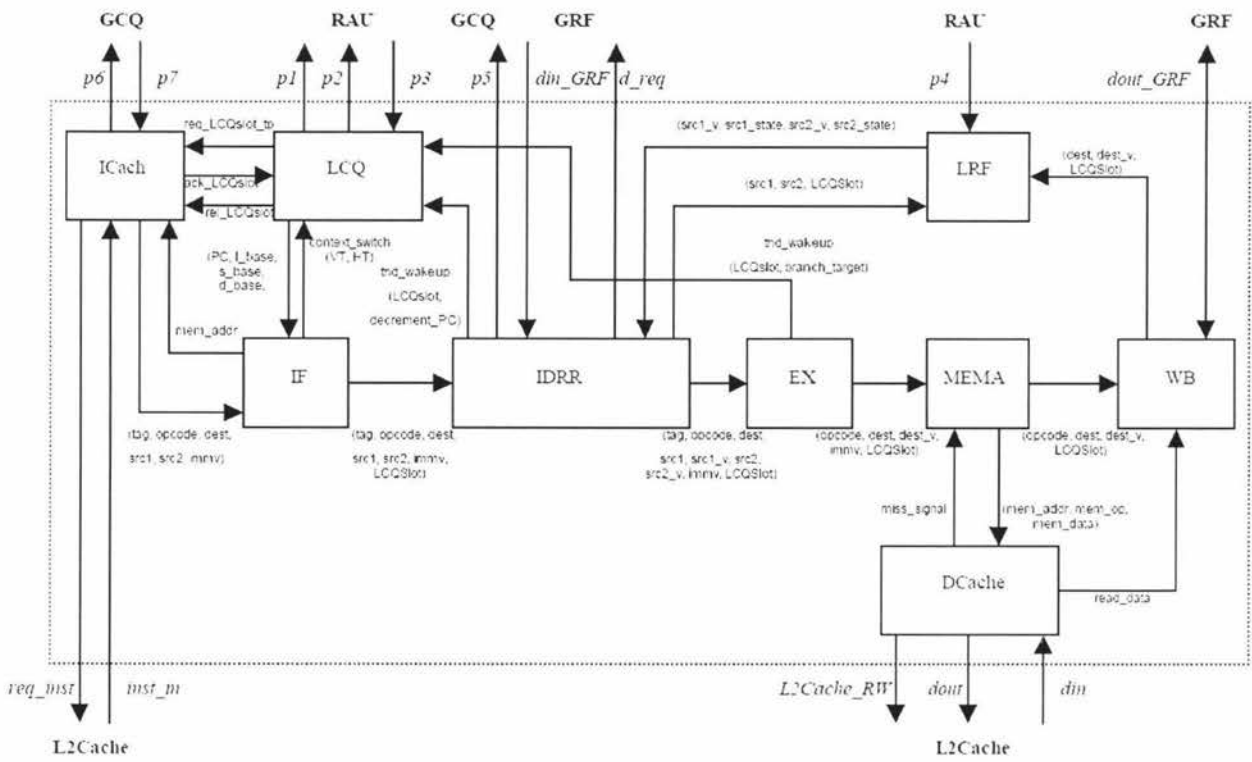 GCQ RAU GCQ GRF RAU GRF
p6 p7 p1 p2 p3 p5 din_GRF d_req p4 dout_GRF
req_LCQslot_tp
(src1_v, src1_state, src2_v, src2_state)
ICach LCQ LRF
(dest, dest_v,
LCQSlot)
ack_LCQslot
(src1, src2, LCQSlot)
rel_LCQslot
context_switch
(VT, HT)
(PC, l_base,
s_base,
d_base,
thd_wakeup
(LCQslot,
decrement_PC)
thd_wakeup
(LCQslot, branch_target)
mem_addr
IF IDRR EX MEMA WB
(tag, opcode, dest,
src1, src2, immv)
(tag, opcode, dest,
src1, src2, immv,
LCQSlot)
(tag, opcode, dest,
src1, src1_v, src2,
src2_v, immv, LCQSlot)
(opcode, dest, dest_v,
immv, LCQSlot)
(opcode, dest, dest_v,
LCQSlot)
miss_signal
(mem_addr, mem_op,
mem_data)
DCache
read_data
req_inst inst_in L2Cache_RW dout din
L2Cache L2Cache